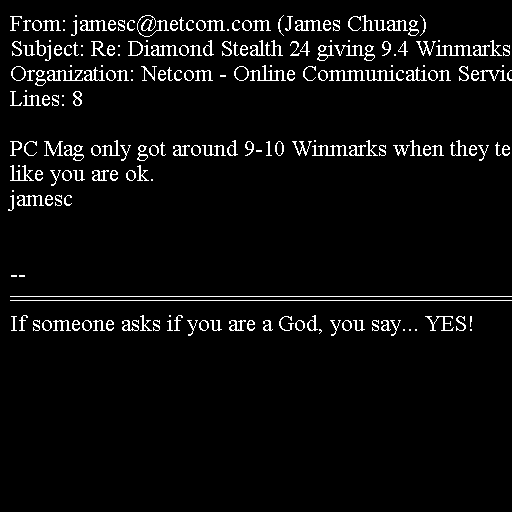 From: jamesc@netcom.com (James Chuang)
Subject: Re: Diamond Stealth 24 giving 9.4 Winmarks
Organization: Netcom - Online Communication
Lines: 8

PC Mag only got around 9-10 Winmarks when they
like you are ok.
jamesc


--
================================================
If someone asks if you are a God, you say... YES!